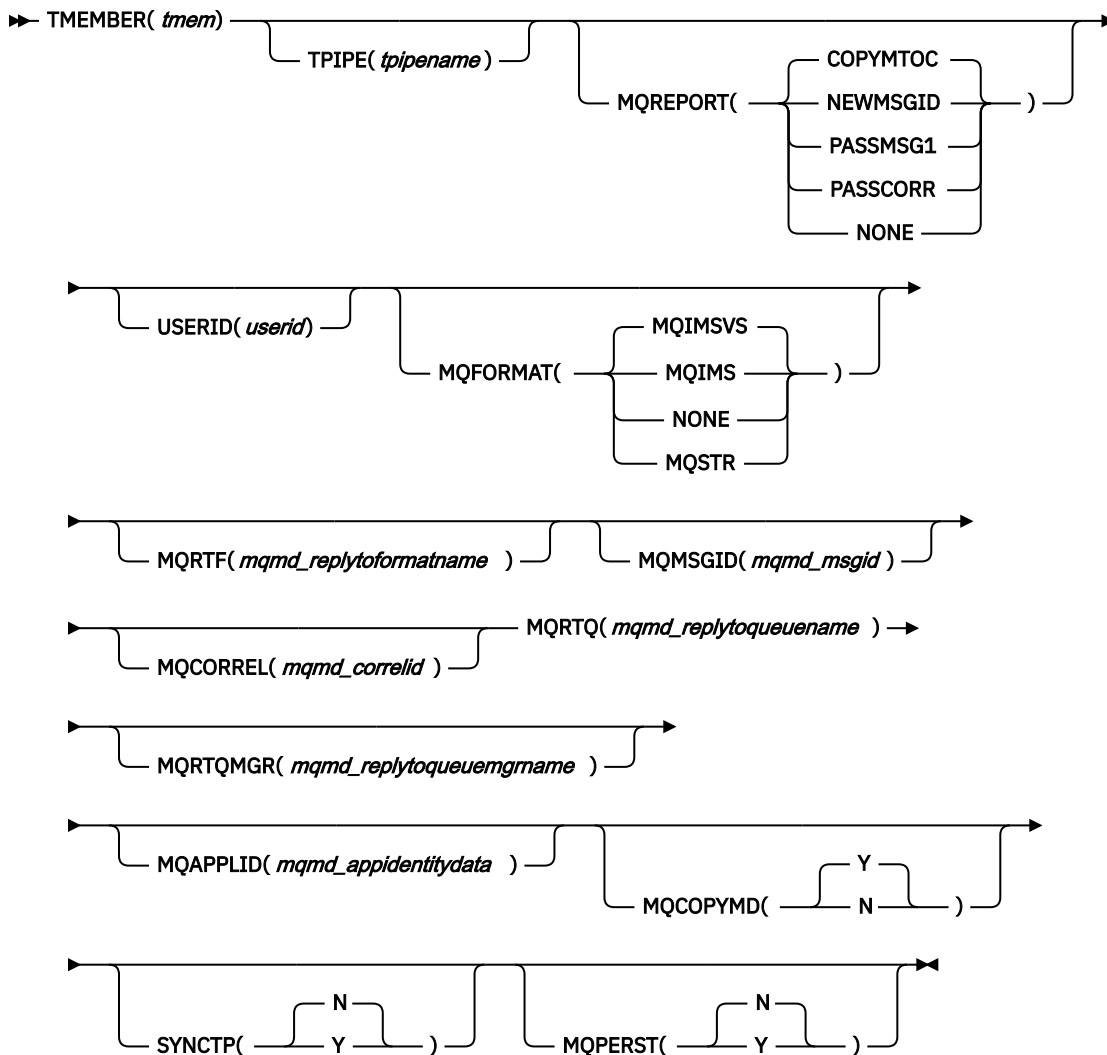 TMEMBER( tmem)
TPIPE( tpipename )
COPYMTOC
MQREPORT( NEWMSGID )
PASSMSG1
PASSCORR
NONE
USERID( userid)
MQIMSVS
MQFORMAT( MQIMS )
NONE
MQSTR
MQRTF( mqmd_replytoformatname )
MQMSGID( mqmd_msgid )
MQRTQ( mqmd_replytoqueuename )
MQCORREL( mqmd_correlid )
MQRTQMGR( mqmd_replytoqueuemgrname )
MQAPPLID( mqmd_appidentitydata )
Y
MQCOPYMD( N )
N
SYNCTP( Y )
N
MQPERST( Y )